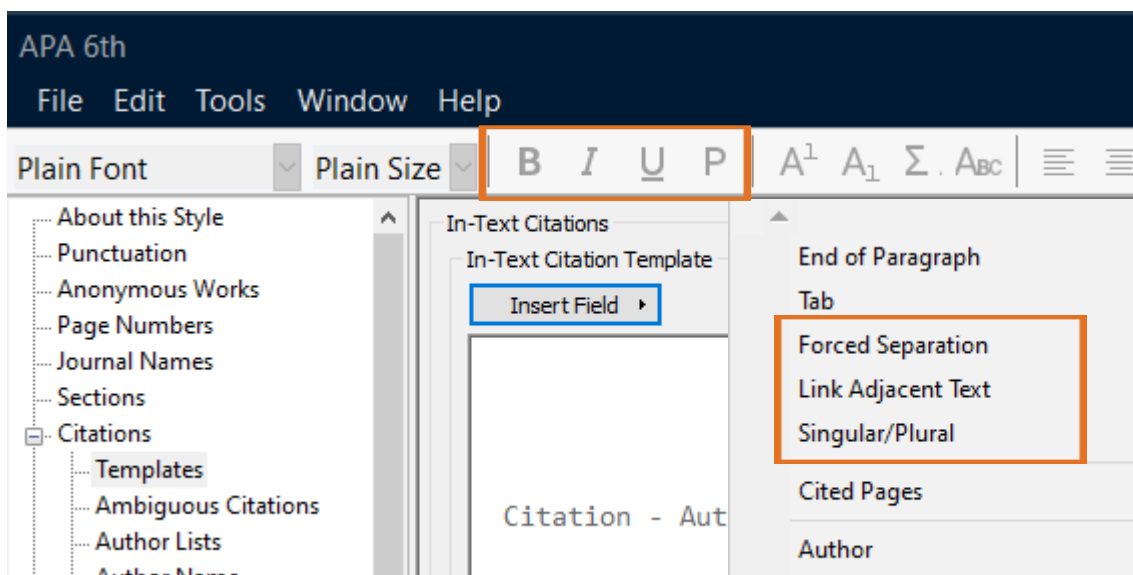 APA 6th
File Edit Tools Window Help
Plain Font Plain Size B I U P A1 A1 Σ . ABC
About this Style
Punctuation
Anonymous Works
Page Numbers
Journal Names
Sections
Citations
Templates
Ambiguous Citations
Author Lists
Author Name
In-Text Citations
In-Text Citation Template
Insert Field
Citation - Aut
End of Paragraph
Tab
Forced Separation
Link Adjacent Text
Singular/Plural
Cited Pages
Author